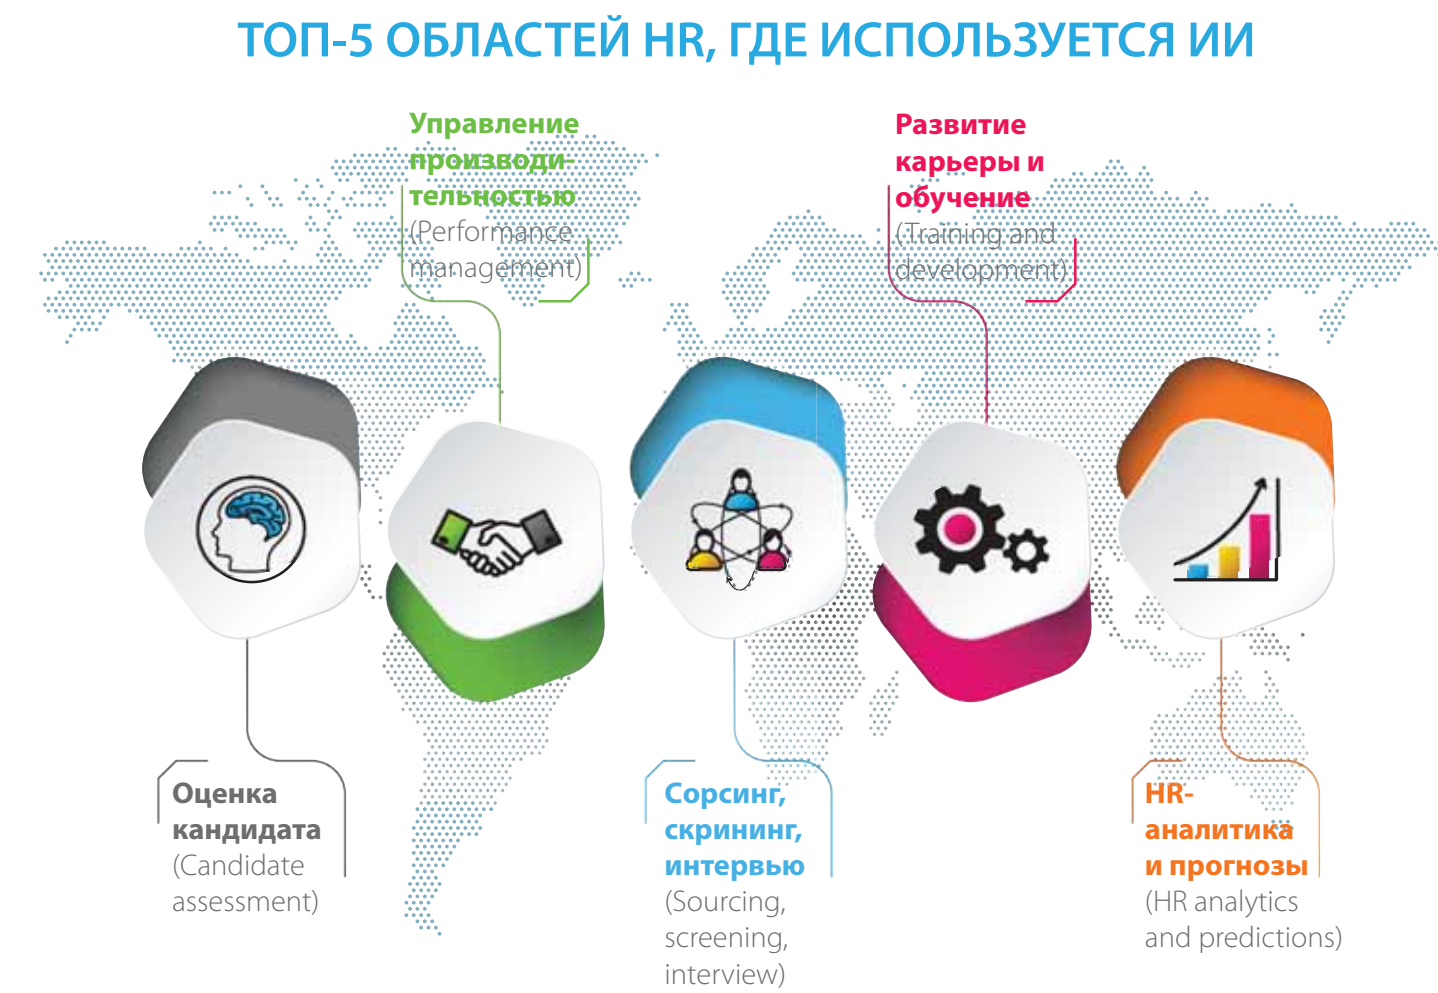 ТОП-5 ОБЛАСТЕЙ HR, ГДЕ ИСПОЛЬЗУЕТСЯ ИИ
Управление
производи-
тельностью
(Performance
management)
Развитие
карьеры и
обучение
(Training and
development)
Оценка
кандидата
(Candidate
assessment)
Сорсинг,
скрининг,
интервью
(Sourcing,
screening,
interview)
HR-
аналитика
и прогнозы
(HR analytics
and predictions)